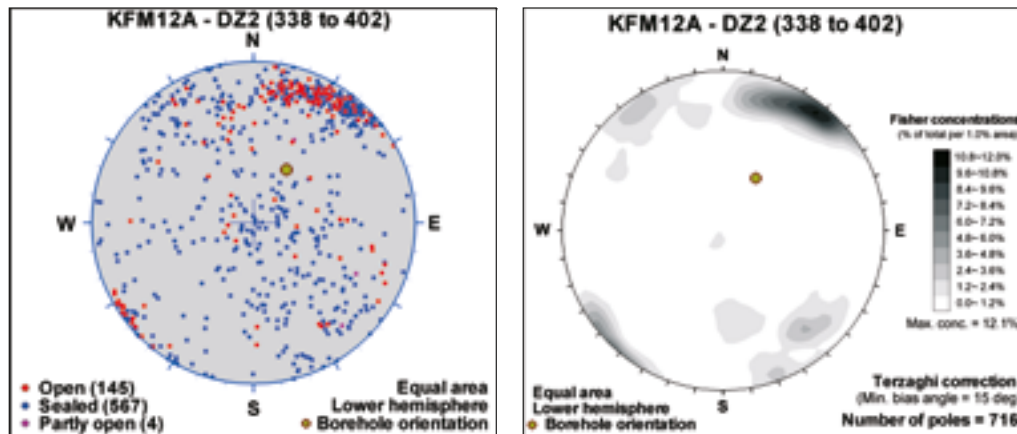 KFM12A - DZ2 (338 to 402)
N
W
E
S
Open (145)
Sealed (567)
Partly open (4)
Equal area
Lower hemisphere
Borehole orientation
KFM12A - DZ2 (338 to 402)
N
W
E
S
Fisher concentrations
(% of total per 1.0% area)
10.8~12.0%
9.6~10.8%
8.4~9.6%
7.2~8.4%
6.0~7.2%
4.8~6.0%
3.6~4.8%
2.4~3.6%
1.2~2.4%
0.0~1.2%
Max. conc. = 12.1%
Equal area
Lower hemisphere
Borehole orientation
Terzaghi correction
(Min. bias angle = 15 deg
Number of poles = 716